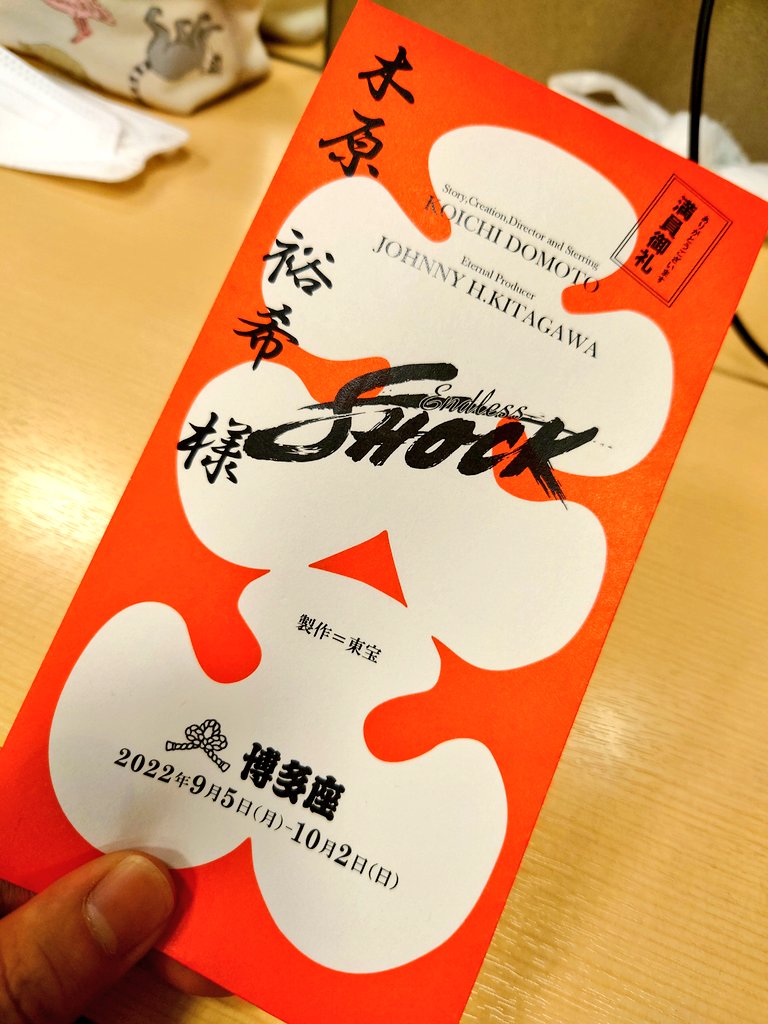 木原 裕希 様
満員御礼
ありがとうございます
Story,Creation,Director and Sterring
KOICHI DOMOTO
Eternal Producer
JOHNNY H.KITAGAWA
Endless
SHOCK
製作＝東宝
博多座
2022年9月5日(月)-10月2日(日)